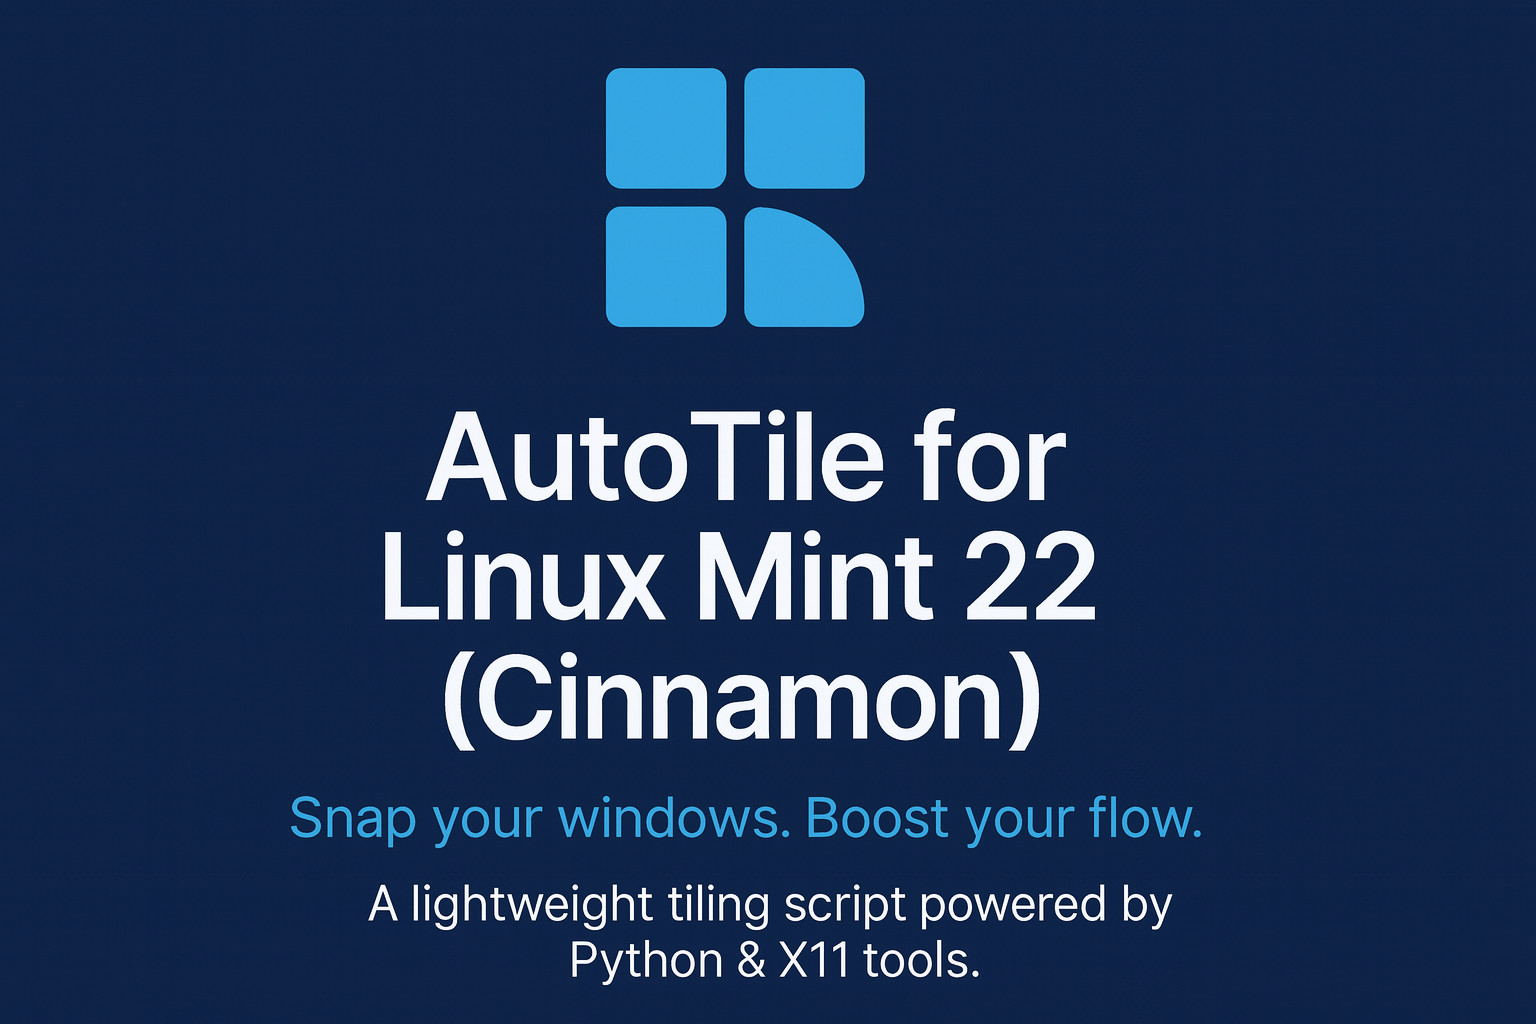 AutoTile for
Linux Mint 22
(Cinnamon)
Snap your windows. Boost your flow.
A lightweight tiling script powered by
Python & X11 tools.